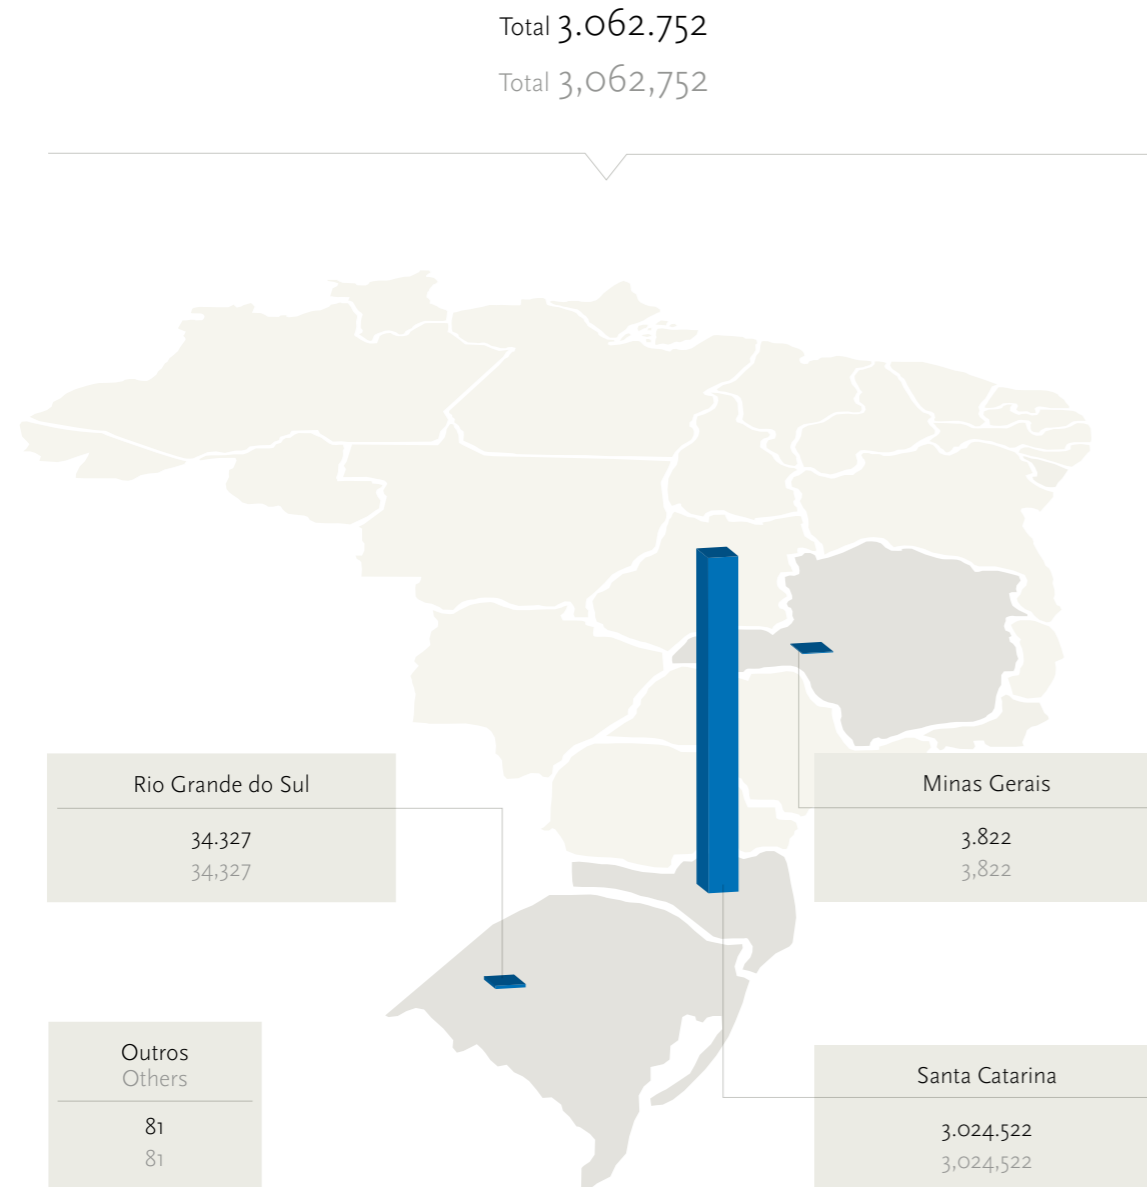 Total 3.062.752
Total 3,062,752
Rio Grande do Sul
34.327
34,327
Minas Gerais
3.822
3,822
Outros
Others
81
81
Santa Catarina
3.024.522
3,024,522